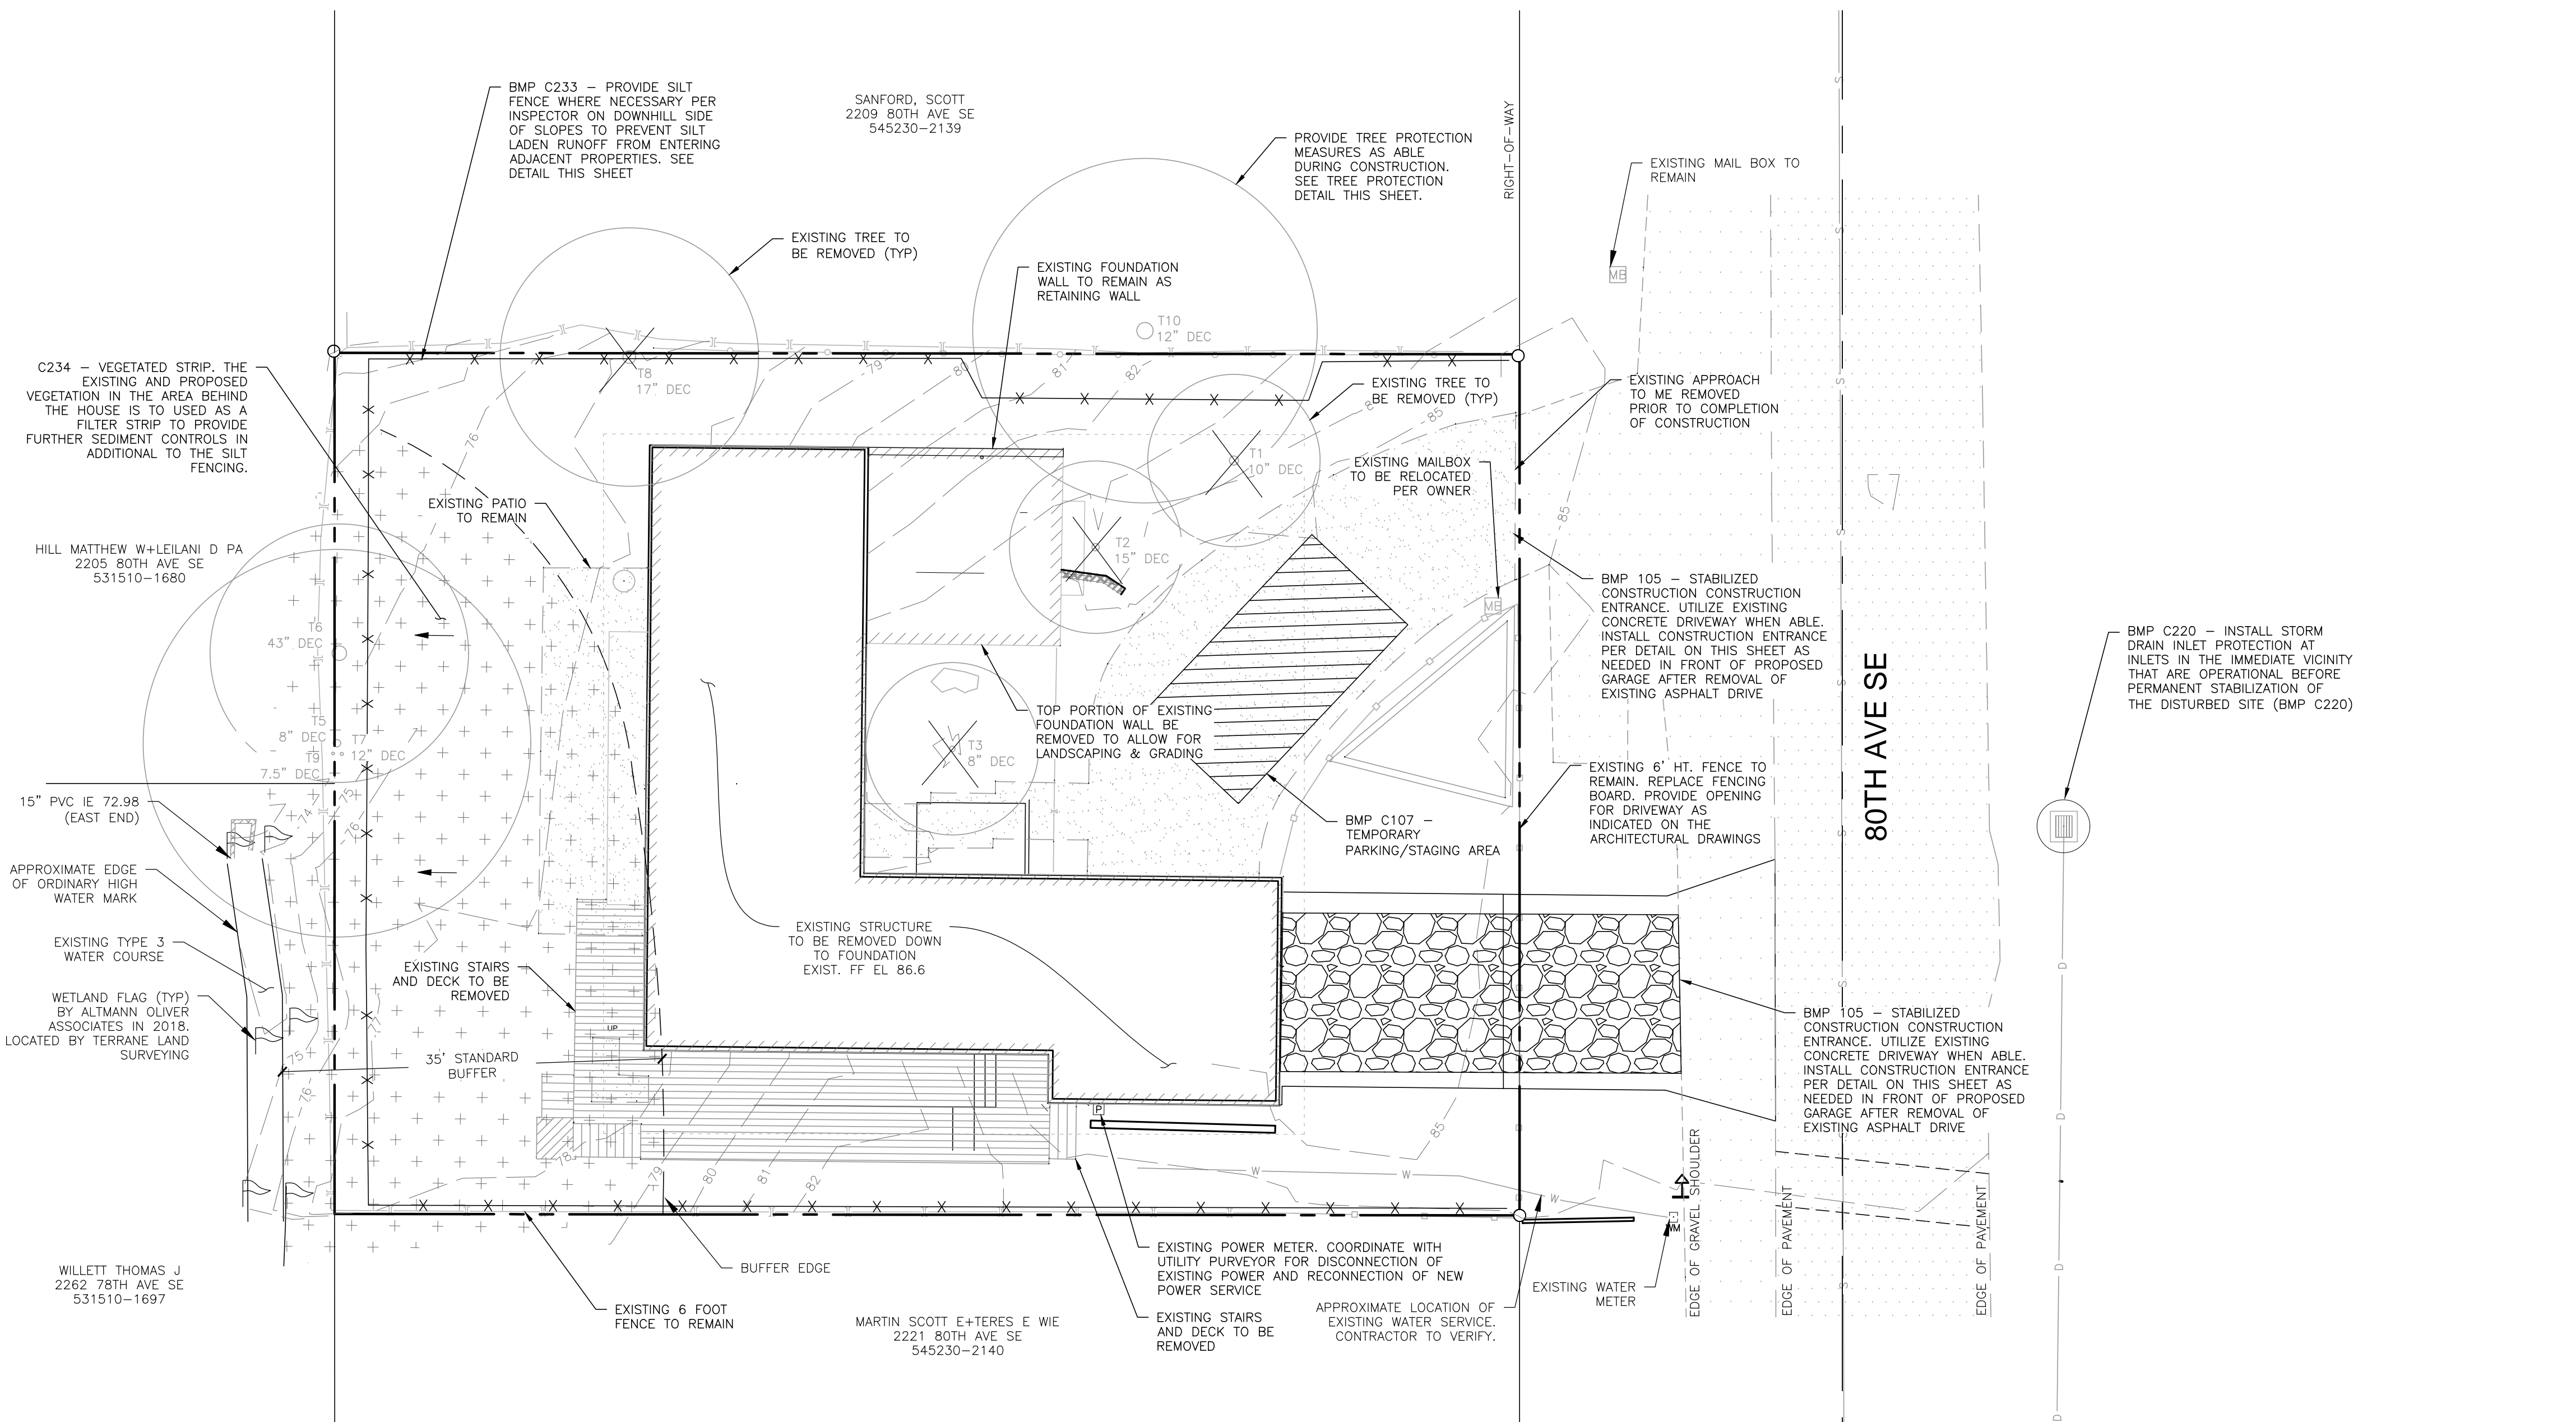 BMP C233 – PROVIDE SILT
FENCE WHERE NECESSARY PER
INSPECTOR ON DOWNHILL SIDE
OF SLOPES TO PREVENT SILT
LADEN RUNOFF FROM ENTERING
ADJACENT PROPERTIES. SEE
DETAIL THIS SHEET
SANFORD, SCOTT
2209 80TH AVE SE
545230–2139
PROVIDE TREE PROTECTION
MEASURES AS ABLE
DURING CONSTRUCTION.
SEE TREE PROTECTION
DETAIL THIS SHEET.
RIGHT–OF–WAY
EXISTING MAIL BOX TO
REMAIN
MB
EXISTING TREE TO
BE REMOVED (TYP)
EXISTING FOUNDATION
WALL TO REMAIN AS
RETAINING WALL
T10
12" DEC
T8
17" DEC
79
80
81
82
EXISTING TREE TO
BE REMOVED (TYP)
85
EXISTING APPROACH
TO ME REMOVED
PRIOR TO COMPLETION
OF CONSTRUCTION
C234 – VEGETATED STRIP. THE
EXISTING AND PROPOSED
VEGETATION IN THE AREA BEHIND
THE HOUSE IS TO USED AS A
FILTER STRIP TO PROVIDE
FURTHER SEDIMENT CONTROLS IN
ADDITIONAL TO THE SILT
FENCING.
76
T1
10" DEC
EXISTING MAILBOX
TO BE RELOCATED
PER OWNER
EXISTING PATIO
TO REMAIN
85
T2
15" DEC
HILL MATTHEW W+LEILANI D PA
2205 80TH AVE SE
531510–1680
MB
BMP 105 – STABILIZED
CONSTRUCTION CONSTRUCTION
ENTRANCE. UTILIZE EXISTING
CONCRETE DRIVEWAY WHEN ABLE.
INSTALL CONSTRUCTION ENTRANCE
PER DETAIL ON THIS SHEET AS
NEEDED IN FRONT OF PROPOSED
GARAGE AFTER REMOVAL OF
EXISTING ASPHALT DRIVE
T6
43" DEC
80TH AVE SE
BMP C220 – INSTALL STORM
DRAIN INLET PROTECTION AT
INLETS IN THE IMMEDIATE VICINITY
THAT ARE OPERATIONAL BEFORE
PERMANENT STABILIZATION OF
THE DISTURBED SITE (BMP C220)
TOP PORTION OF EXISTING
FOUNDATION WALL BE
REMOVED TO ALLOW FOR
LANDSCAPING & GRADING
T5
8" DEC
T7
12" DEC
T9
7.5" DEC
T3
8" DEC
EXISTING 6' HT. FENCE TO
REMAIN. REPLACE FENCING
BOARD. PROVIDE OPENING
FOR DRIVEWAY AS
INDICATED ON THE
ARCHITECTURAL DRAWINGS
BMP C107 –
TEMPORARY
PARKING/STAGING AREA
15" PVC IE 72.98
(EAST END)
74
75
76
APPROXIMATE EDGE
OF ORDINARY HIGH
WATER MARK
EXISTING TYPE 3
WATER COURSE
WETLAND FLAG (TYP)
BY ALTMANN OLIVER
ASSOCIATES IN 2018.
LOCATED BY TERRANE LAND
SURVEYING
EXISTING STRUCTURE
TO BE REMOVED DOWN
TO FOUNDATION
EXIST. FF EL 86.6
EXISTING STAIRS
AND DECK TO BE
REMOVED
UP
35' STANDARD
BUFFER
75
76
BMP 105 – STABILIZED
CONSTRUCTION CONSTRUCTION
ENTRANCE. UTILIZE EXISTING
CONCRETE DRIVEWAY WHEN ABLE.
INSTALL CONSTRUCTION ENTRANCE
PER DETAIL ON THIS SHEET AS
NEEDED IN FRONT OF PROPOSED
GARAGE AFTER REMOVAL OF
EXISTING ASPHALT DRIVE
P
85
78
79
80
81
82
W W W
WM
EDGE OF GRAVEL SHOULDER
EDGE OF PAVEMENT
EDGE OF PAVEMENT
S S S S S S S
D D D D
WILLETT THOMAS J
2262 78TH AVE SE
531510–1697
BUFFER EDGE
EXISTING 6 FOOT
FENCE TO REMAIN
MARTIN SCOTT E+TERES E WIE
2221 80TH AVE SE
545230–2140
EXISTING POWER METER. COORDINATE WITH
UTILITY PURVEYOR FOR DISCONNECTION OF
EXISTING POWER AND RECONNECTION OF NEW
POWER SERVICE
EXISTING STAIRS
AND DECK TO BE
REMOVED
APPROXIMATE LOCATION OF
EXISTING WATER SERVICE.
CONTRACTOR TO VERIFY.
EXISTING WATER
METER